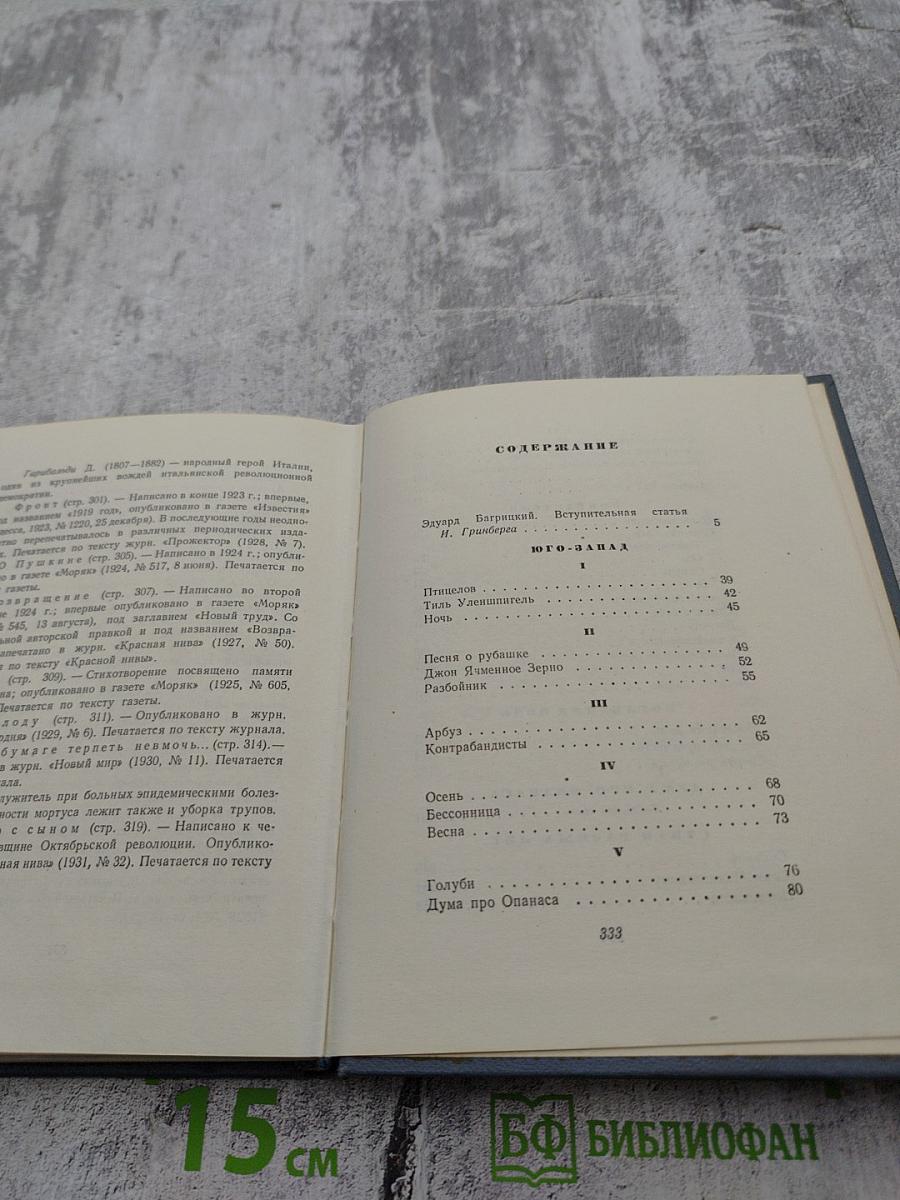 Гарибальди Д. (1807—1882) — народный герой Италии,
один из крупнейших вождей итальянской революционной
демократии.
Фронт (стр. 301). — Написано в конце 1923 г.; впервые,
под названием «1919 год», опубликовано в газете «Известия»
1923, № 1220, 25 декабря). В последующие годы неодно-
перепечатывалось в различных периодических изда-
Печатается по тексту журн. «Прожектор» (1928, № 7).
О Пушкине (стр. 305). — Написано в 1924 г.; опубли-
в газете «Моряк» (1924, № 517, 8 июня). Печатается по
газеты.
(стр. 307). — Написано во второй
1924 г.; впервые опубликовано в газете «Моряк»
№ 545, 13 августа), под заглавием «Новый труд». Со
авторской правкой и под названием «Возвра-
напечатано в журн. «Красная нива» (1927, № 50).
по тексту «Красной нивы».
(стр. 309). — Стихотворение посвящено памяти
опубликовано в газете «Моряк» (1925, № 605,
Печатается по тексту газеты.
(стр. 311). — Опубликовано в журн.
(1929, № 6). Печатается по тексту журнала.
бумаге терпеть невмочь... (стр. 314).—
в журн. «Новый мир» (1930, № 11). Печатается
служитель при больных эпидемическими болез-
мортуса лежит также и уборка трупов.
с сыном (стр. 319). — Написано к че-
Октябрьской революции. Опублико-
нива» (1931, № 32). Печатается по тексту
СОДЕРЖАНИЕ
Эдуард Багрицкий. Вступительная статья
И. Гринберга . . . . . . . . . . . . . . . 5
ЮГО-ЗАПАД
I
Птицелов . . . . . . . . . . . . . . . . . 39
Тиль Уленшпигель . . . . . . . . . . . . . 42
Ночь . . . . . . . . . . . . . . . . . . . 45
II
Песня о рубашке . . . . . . . . . . . . . 49
Джон Ячменное Зерно . . . . . . . . . . . 52
Разбойник . . . . . . . . . . . . . . . . 55
III
Арбуз . . . . . . . . . . . . . . . . . . 62
Контрабандисты . . . . . . . . . . . . . . 65
IV
Осень . . . . . . . . . . . . . . . . . . 68
Бессонница . . . . . . . . . . . . . . . . 70
Весна . . . . . . . . . . . . . . . . . . 73
V
Голуби . . . . . . . . . . . . . . . . . . 76
Дума про Опанаса . . . . . . . . . . . . . 80
333
15 см
БФ БИБЛИОФАН